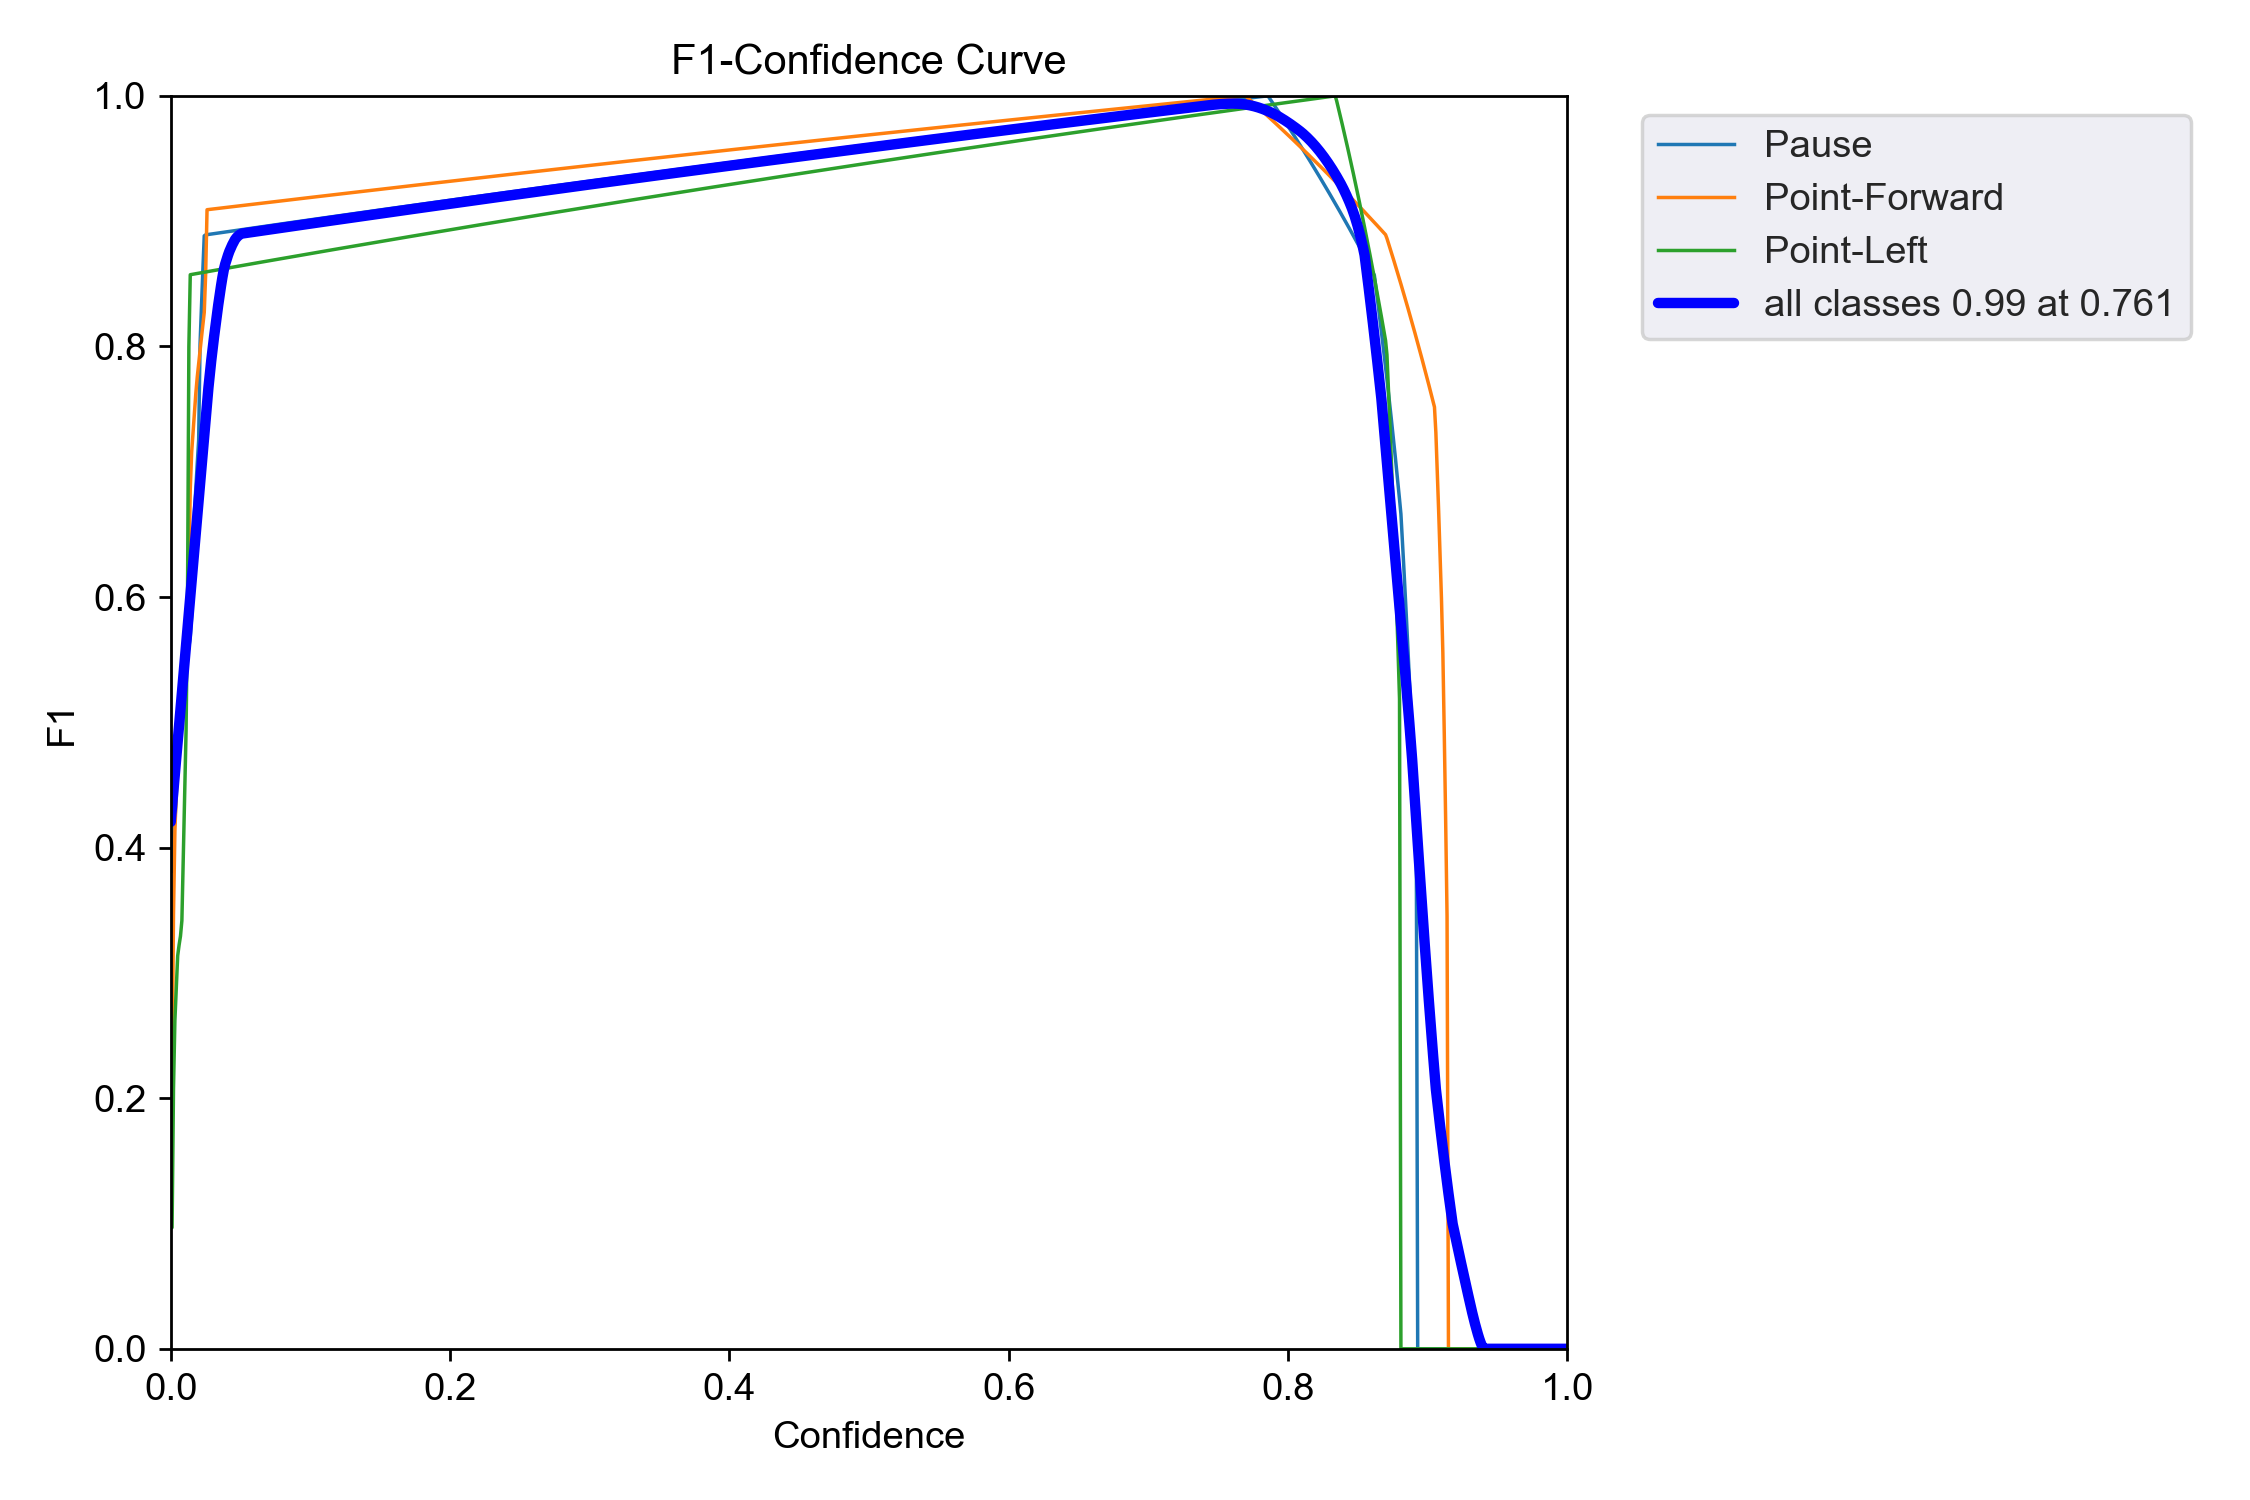 F1-Confidence Curve
1.0
0.8
0.6
0.4
0.2
0.0
F1
0.0 0.2 0.4 0.6 0.8 1.0
Confidence
Pause
Point-Forward
Point-Left
all classes 0.99 at 0.761